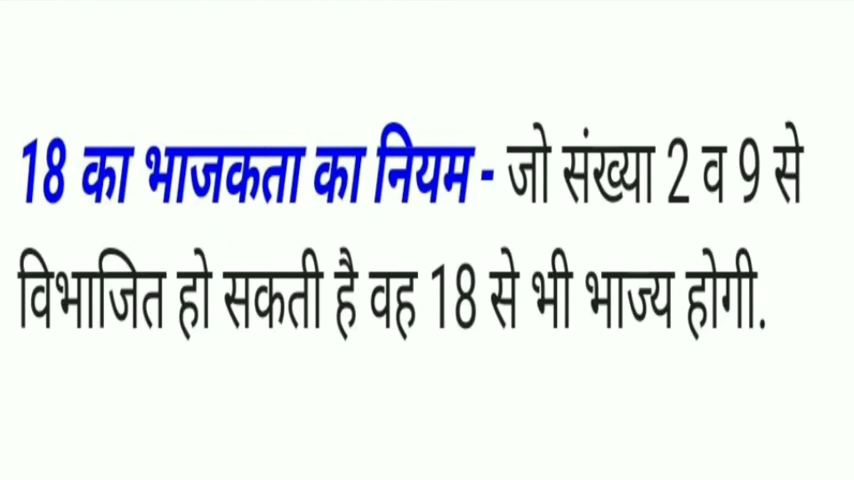 18 का भाजकता का नियम - जो संख्या 2 व 9 से
विभाजित हो सकती है वह 18 से भी भाज्य होगी.